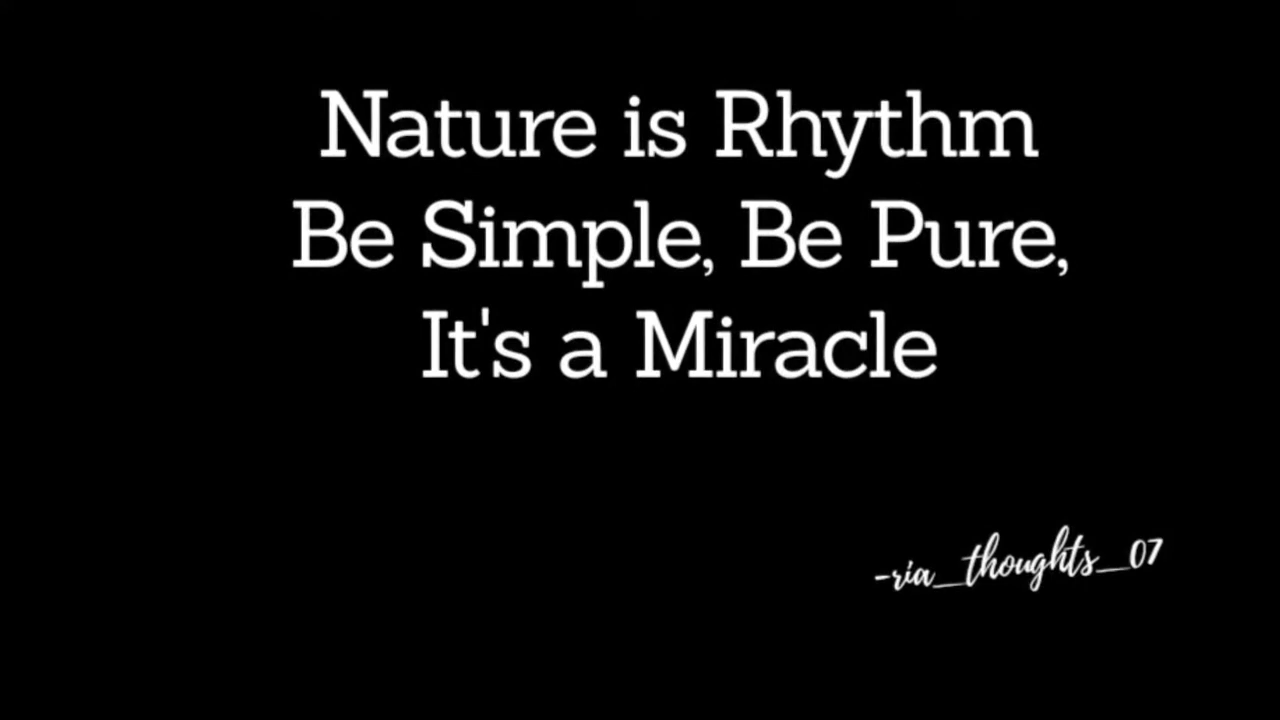 Nature is Rhythm
Be Simple, Be Pure,
It's a Miracle
-ria_thoughts_07